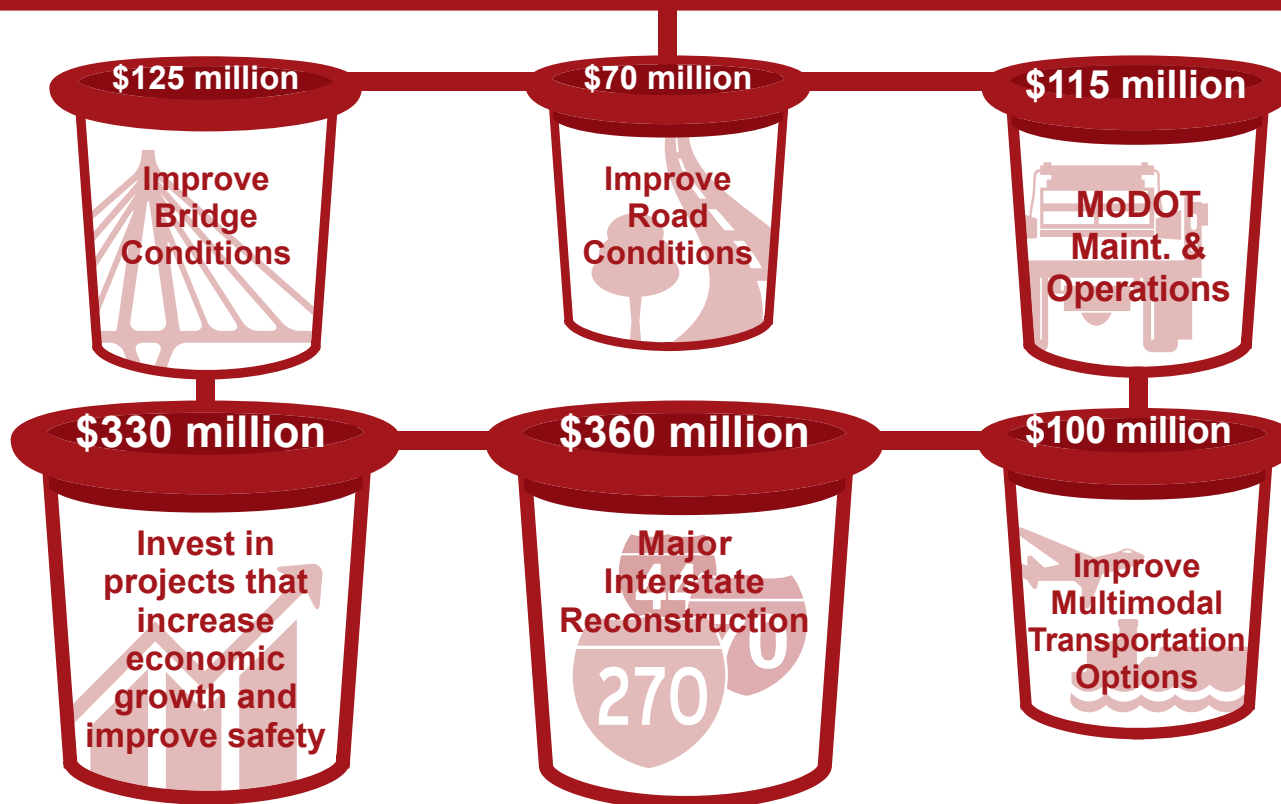 $125 million
Improve
Bridge
Conditions
$70 million
Improve
Road
Conditions
$115 million
MoDOT
Maint. &
Operations
$330 million
Invest in
projects that
increase
economic
growth and
improve safety
$360 million
Major
Interstate
Reconstruction
44
0
270
$100 million
Improve
Multimodal
Transportation
Options